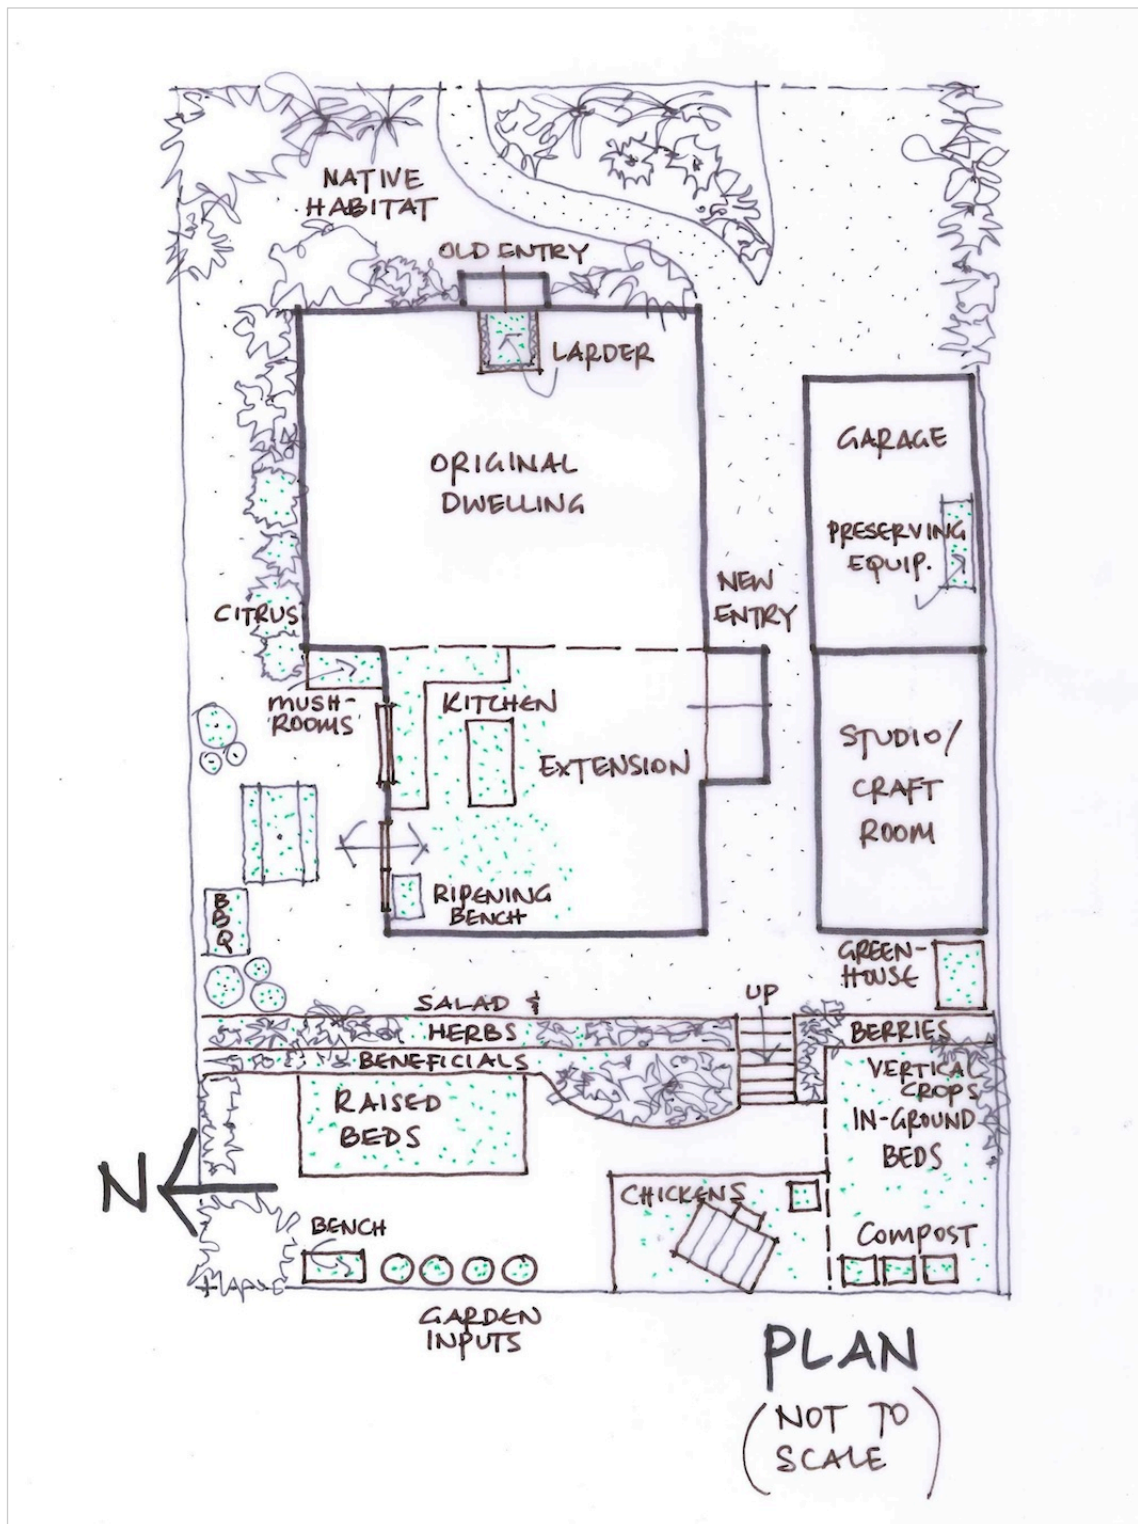 NATIVE
HABITAT
OLD ENTRY
LARDER
ORIGINAL
DWELLING
GARAGE
PRESERVING
EQUIP.
NEW
ENTRY
CITRUS
MUSH-
ROOMS
KITCHEN
EXTENSION
STUDIO/
CRAFT
ROOM
BBQ
RIPENING
BENCH
GREEN-
HOUSE
SALAD &
HERBS
UP
BERRIES
BENEFICIALS
VERTICAL
CROPS
IN-GROUND
BEDS
RAISED
BEDS
N
CHICKENS
BENCH
COMPOST
GARDEN
INPUTS
PLAN
(NOT TO
SCALE)